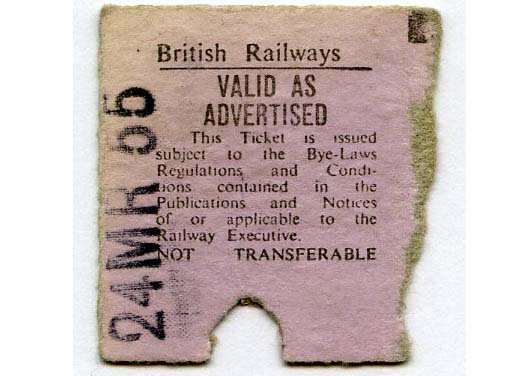 British Railways
VALID AS
ADVERTISED
This Ticket is issued
subject to the Bye-Laws
Regulations and Condi-
tions contained in the
Publications and Notices
of or applicable to the
Railway Executive.
NOT TRANSFERABLE
24 MR 55